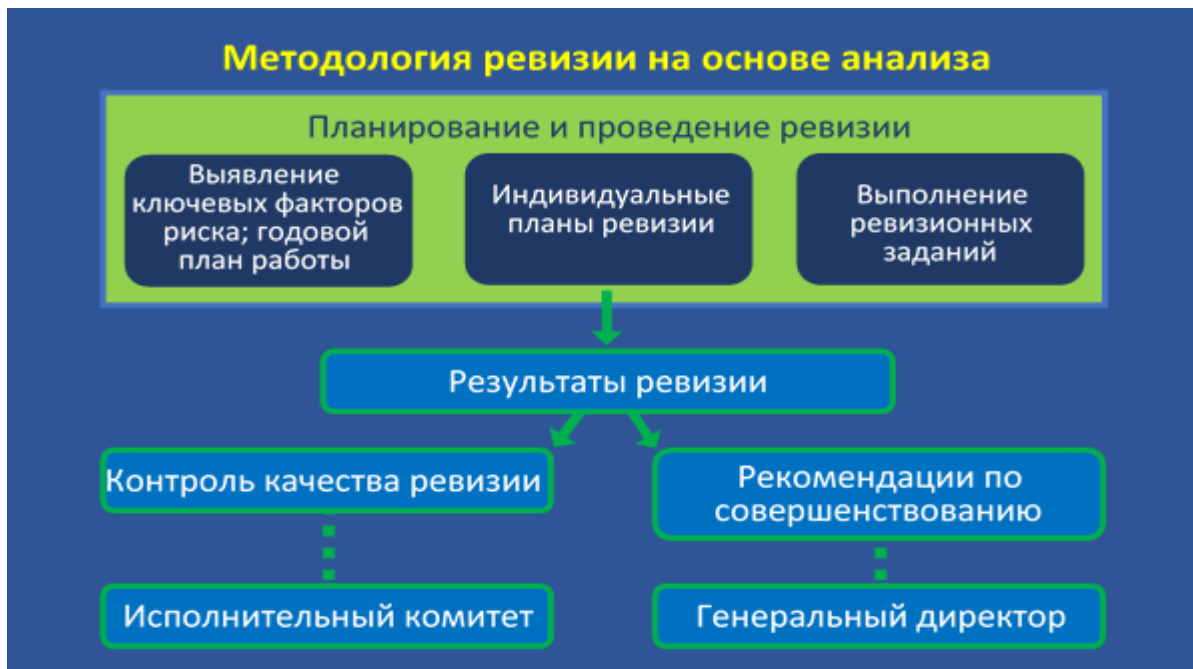 Методология ревизии на основе анализа
Планирование и проведение ревизии
Выявление
ключевых факторов
риска; годовой
план работы
Индивидуальные
планы ревизии
Выполнение
ревизионных
заданий
Результаты ревизии
Контроль качества ревизии
Рекомендации по
совершенствованию
Исполнительный комитет
Генеральный директор